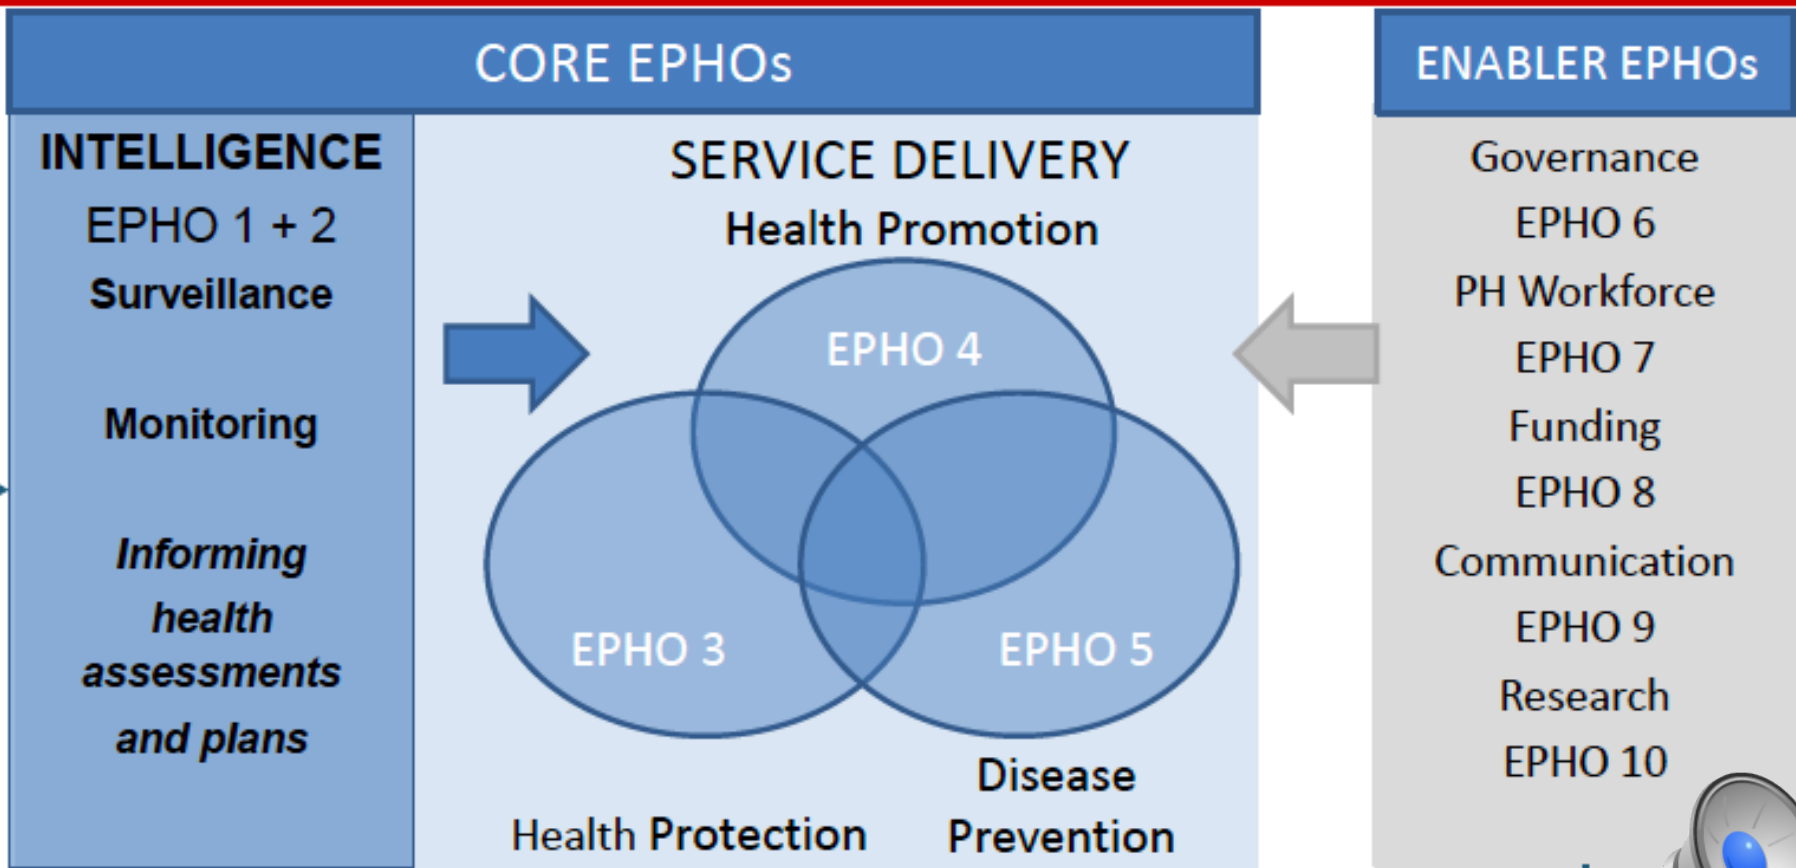 CORE EPHOs
INTELLIGENCE
EPHO 1 + 2
Surveillance
Monitoring
Informing
health
assessments
and plans
SERVICE DELIVERY
Health Promotion
EPHO 4
EPHO 3
EPHO 5
Health Protection
Disease
Prevention
ENABLER EPHOs
Governance
EPHO 6
PH Workforce
EPHO 7
Funding
EPHO 8
Communication
EPHO 9
Research
EPHO 10